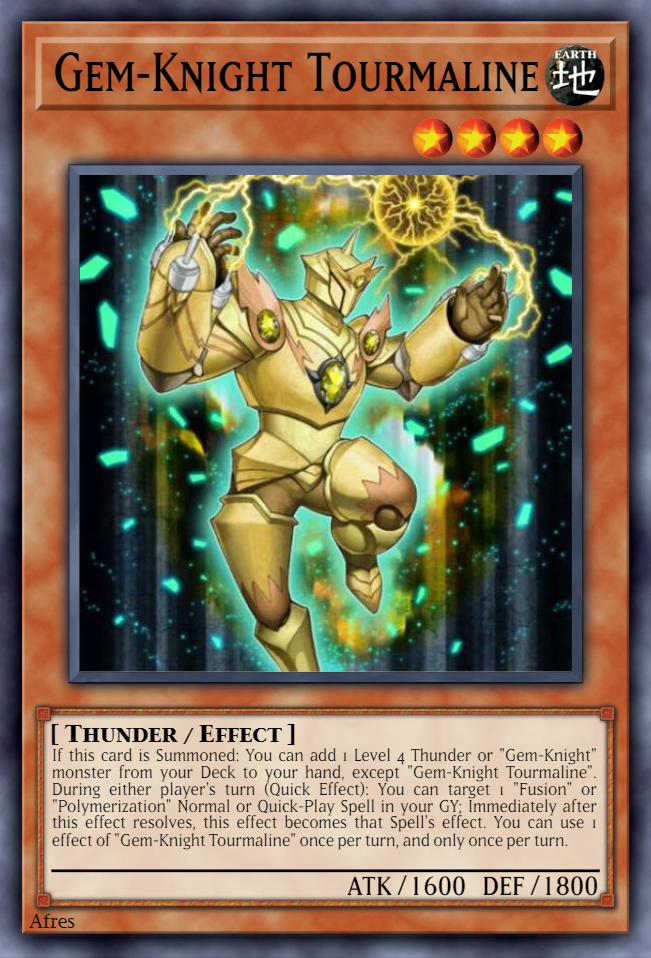 Gem-Knight Tourmaline
EARTH
地
[ Thunder / Effect ]
If this card is Summoned: You can add 1 Level 4 Thunder or "Gem-Knight"
monster from your Deck to your hand, except "Gem-Knight Tourmaline".
During either player's turn (Quick Effect): You can target 1 "Fusion" or
"Polymerization" Normal or Quick-Play Spell in your GY; Immediately after
this effect resolves, this effect becomes that Spell's effect. You can use 1
effect of "Gem-Knight Tourmaline" once per turn, and only once per turn.
ATK / 1600 DEF / 1800
Afres